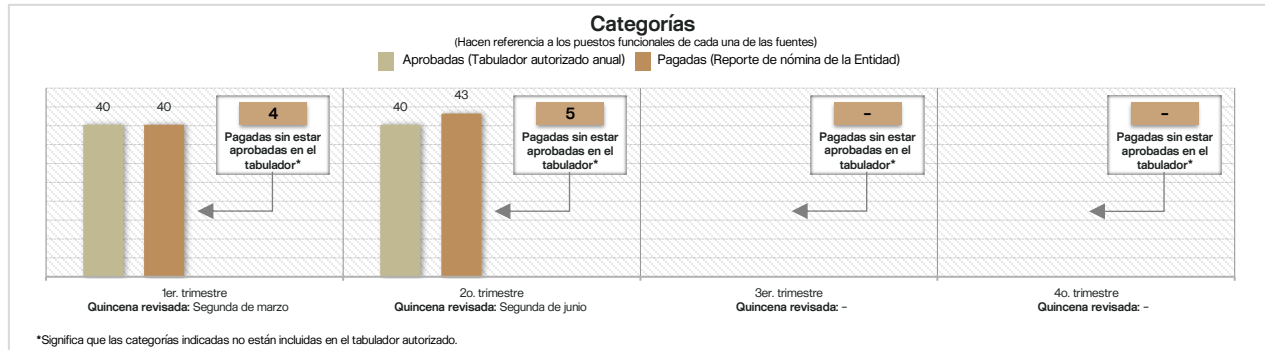 Categorías
(Hacen referencia a los puestos funcionales de cada una de las fuentes)
Aprobadas (Tabulador autorizado anual) Pagadas (Reporte de nómina de la Entidad)
40 40
4
Pagadas sin estar
aprobadas en el
tabulador*
40 43
5
Pagadas sin estar
aprobadas en el
tabulador*
-
Pagadas sin estar
aprobadas en el
tabulador*
-
Pagadas sin estar
aprobadas en el
tabulador*
1er. trimestre
Quincena revisada: Segunda de marzo
2o. trimestre
Quincena revisada: Segunda de junio
3er. trimestre
Quincena revisada: -
4o. trimestre
Quincena revisada: -
*Significa que las categorías indicadas no están incluidas en el tabulador autorizado.